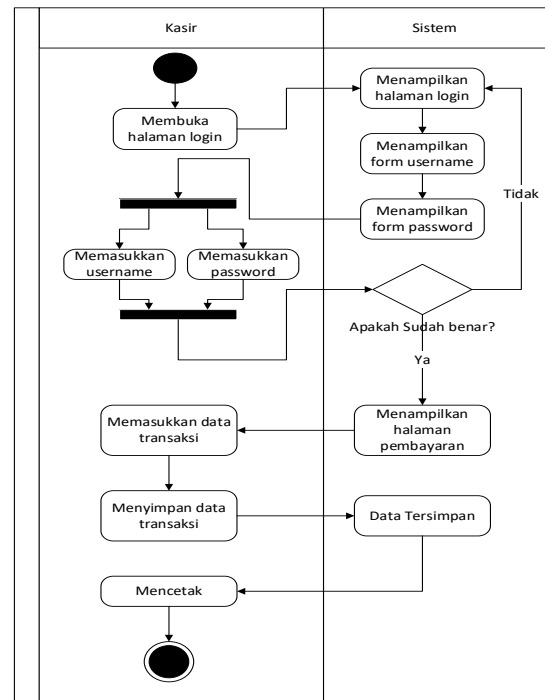 Kasir
Sistem
Membuka
halaman login
Menampilkan
halaman login
Menampilkan
form username
Menampilkan
form password
Tidak
Memasukkan
username
Memasukkan
password
Apakah Sudah benar?
Ya
Menampilkan
halaman
pembayaran
Memasukkan data
transaksi
Menyimpan data
transaksi
Data Tersimpan
Mencetak